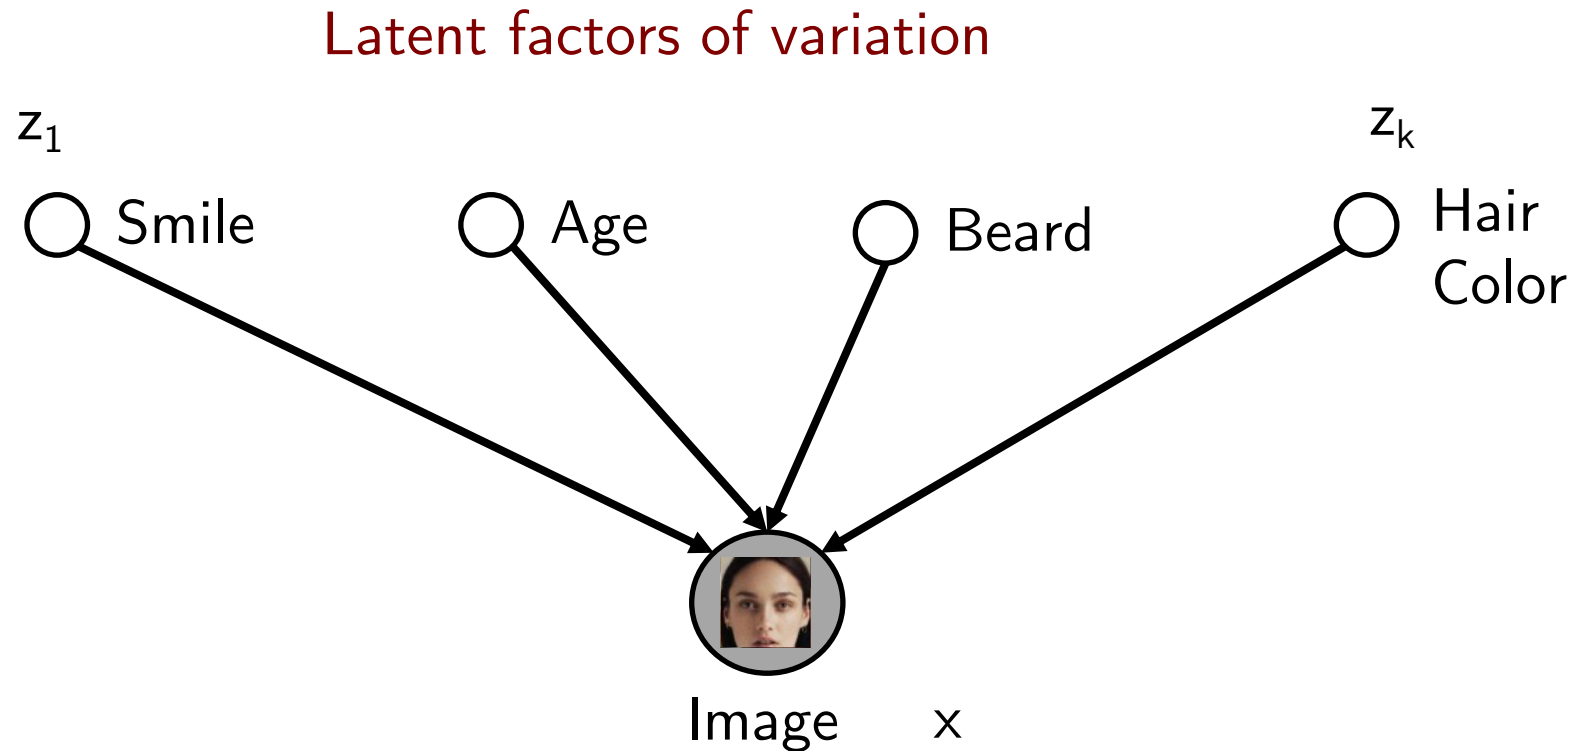 Latent factors of variation
z₁
zₖ
Smile
Age
Beard
Hair
Color
Image x